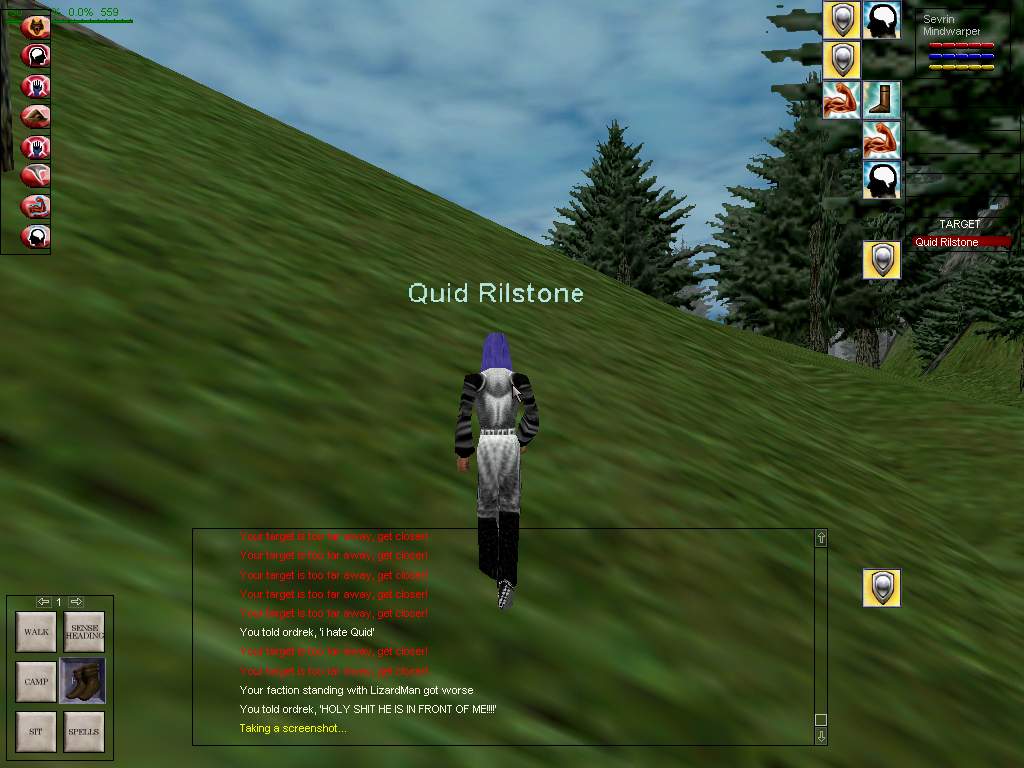 % 0.0% 559
Sevrin
Mindwarper
TARGET
Quid Rilstone
Quid Rilstone
Your target is too far away, get closer!
Your target is too far away, get closer!
Your target is too far away, get closer!
Your target is too far away, get closer!
Your target is too far away, get closer!
You told ordrek, 'i hate Quid'
Your target is too far away, get closer!
Your target is too far away, get closer!
Your faction standing with LizardMan got worse
You told ordrek, 'HOLY SHIT HE IS IN FRONT OF ME!!!!'
Taking a screenshot...
1
WALK
SENSE
HEADING
CAMP
SIT
SPELLS